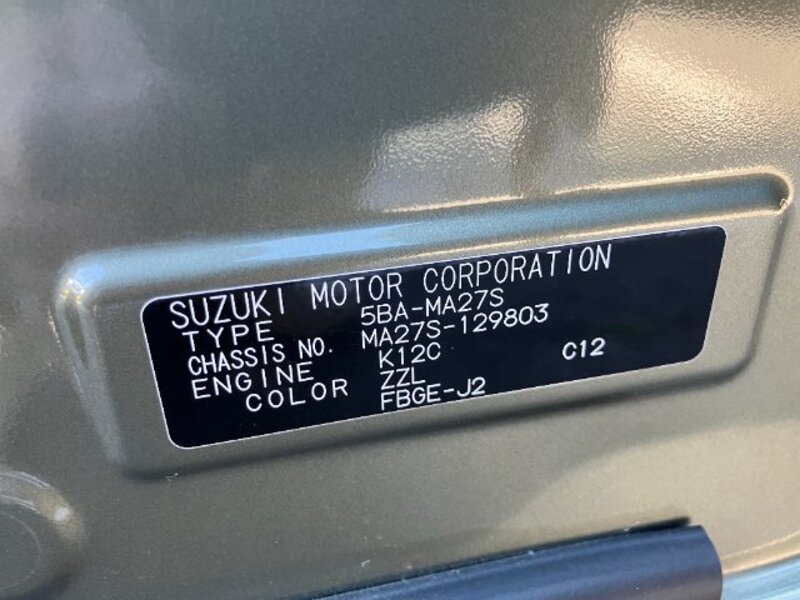 SUZUKI MOTOR CORPORATION
TYPE 5BA-MA27S
CHASSIS NO. MA27S-129803
ENGINE K12C C12
COLOR ZZL
FBGE-J2